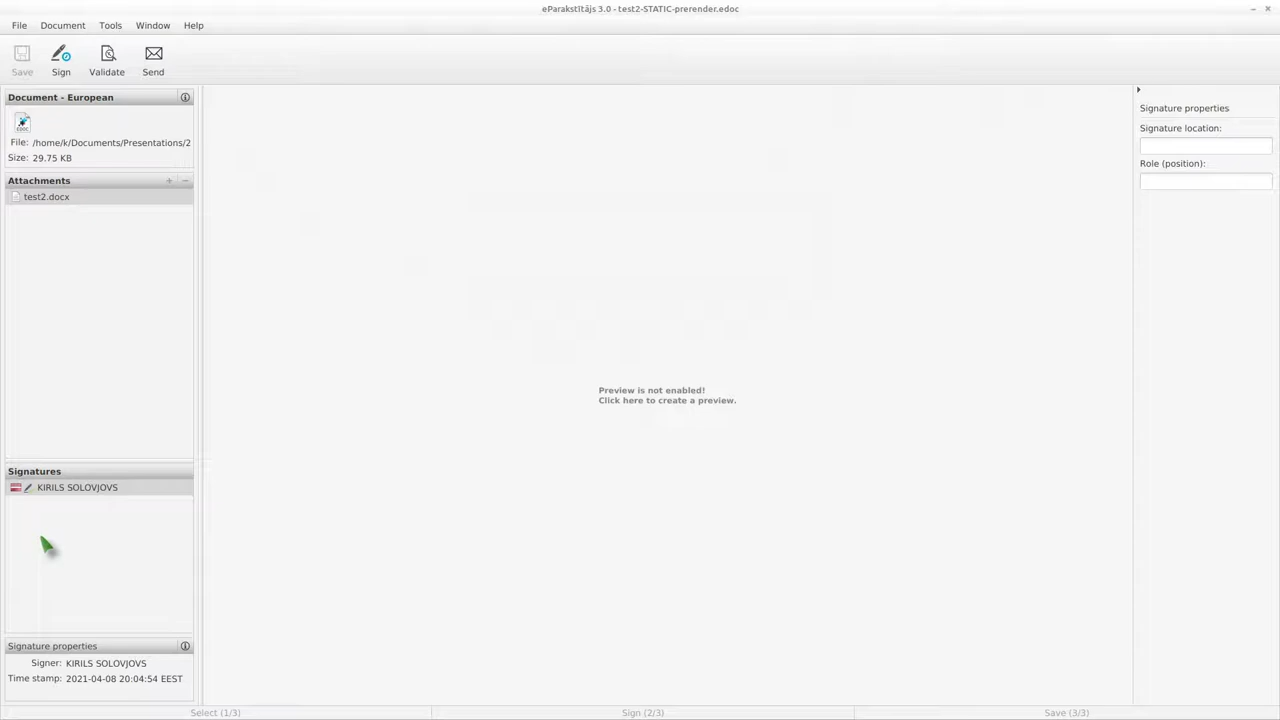 eParakstītājs 3.0 - test2-STATIC-prerender.edoc
File Document Tools Window Help
Save Sign Validate Send
Document - European
EDOC
File: /home/k/Documents/Presentations/2
Size: 29.75 KB
Attachments
test2.docx
Signatures
KIRILS SOLOVJOVS
Signature properties
Signer: KIRILS SOLOVJOVS
Time stamp: 2021-04-08 20:04:54 EEST
Preview is not enabled!
Click here to create a preview.
Signature properties
Signature location:
Role (position):
Select (1/3) Sign (2/3) Save (3/3)